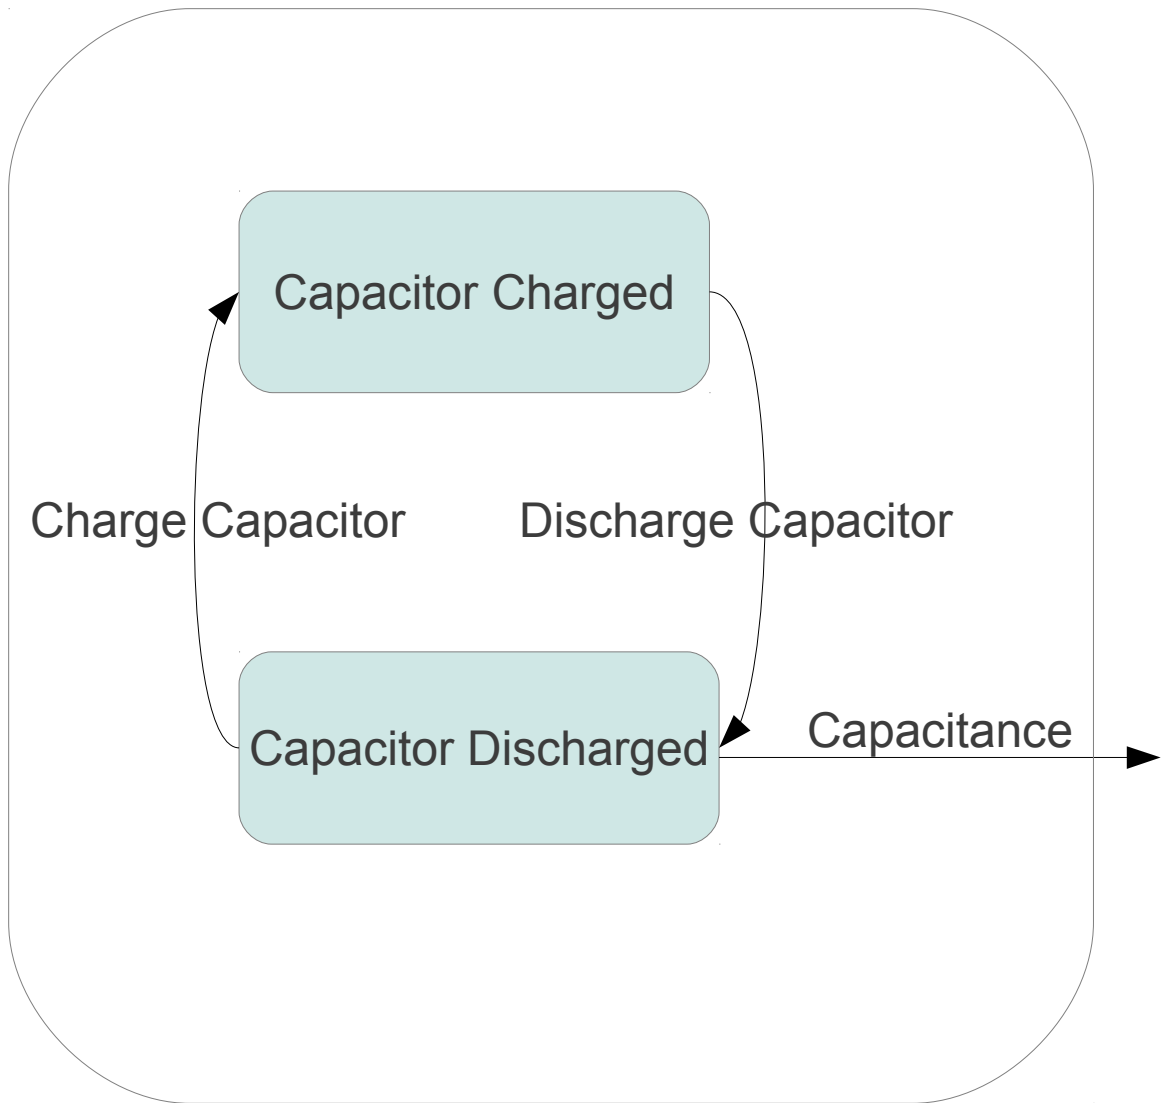 Capacitor Charged
Charge Capacitor
Discharge Capacitor
Capacitor Discharged
Capacitance